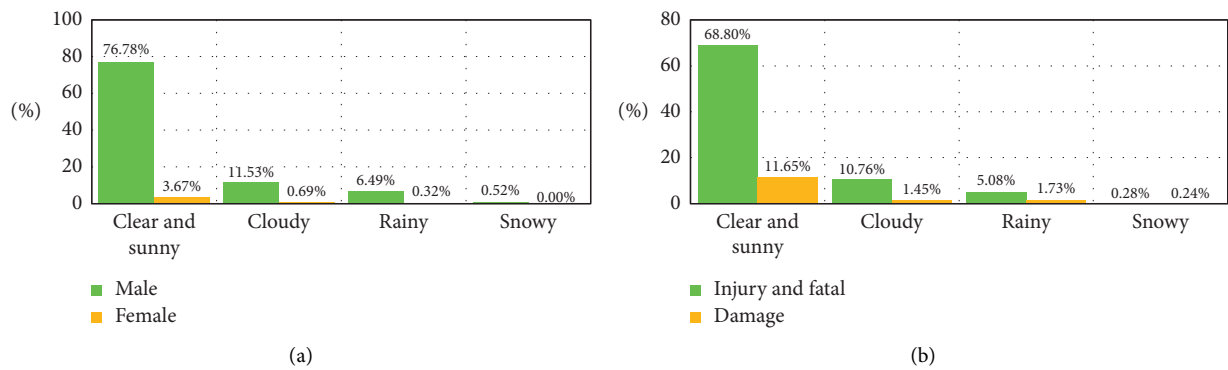 100
80
60
40
20
0
(%)
76.78%
3.67%
11.53%
0.69%
6.49%
0.32%
0.52%
0.00%
Clear and
sunny
Cloudy
Rainy
Snowy
Male
Female
(a)
80
60
40
20
0
(%)
68.80%
11.65%
10.76%
1.45%
5.08%
1.73%
0.28%
0.24%
Clear and
sunny
Cloudy
Rainy
Snowy
Injury and fatal
Damage
(b)